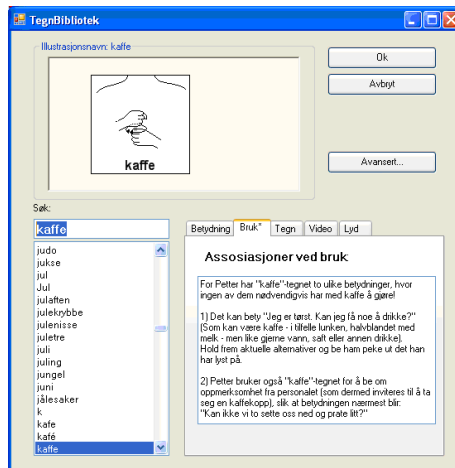 TegnBibliotek
Illustrasjonsnavn: kaffe
kaffe
Ok
Avbryt
Avansert...
Søk:
kaffe
judo
jukse
jul
Jul
julaften
julekrybbe
julenisse
juletre
juli
juling
jungel
juni
jålesaker
k
kafe
kafé
kaffe
Betydning Bruk* Tegn Video Lyd
Assosiasjoner ved bruk
For Petter har "kaffe"-tegnet to ulike betydninger, hvor
ingen av dem nødvendigvis har med kaffe å gjøre!
1) Det kan bety "Jeg er tørst. Kan jeg få noe å drikke?"
(Som kan være kaffe - i tilfelle lunken, halvblandet med
melk - men like gjerne vann, saft eller annen drikke).
Hold frem aktuelle alternativer og be ham peke ut det han
har lyst på.
2) Petter bruker også "kaffe"-tegnet for å be om
oppmerksomhet fra personalet (som dermed inviteres til å ta
seg en kaffekopp), slik at betydningen nærmest blir:
"Kan ikke vi to sette oss ned og prate litt?"